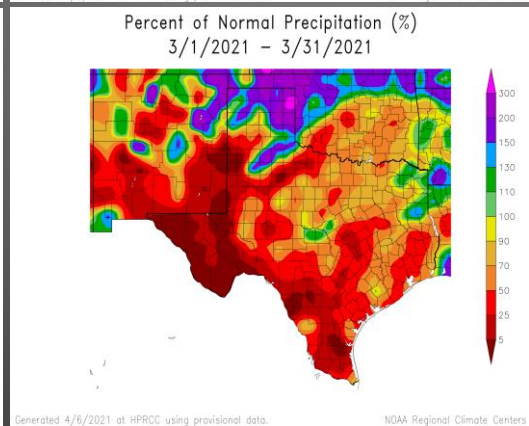 Percent of Normal Precipitation (%)
3/1/2021 – 3/31/2021
300
200
150
130
110
100
90
70
50
25
5
Generated 4/6/2021 at HPRCC using provisional data.
NOAA Regional Climate Centers